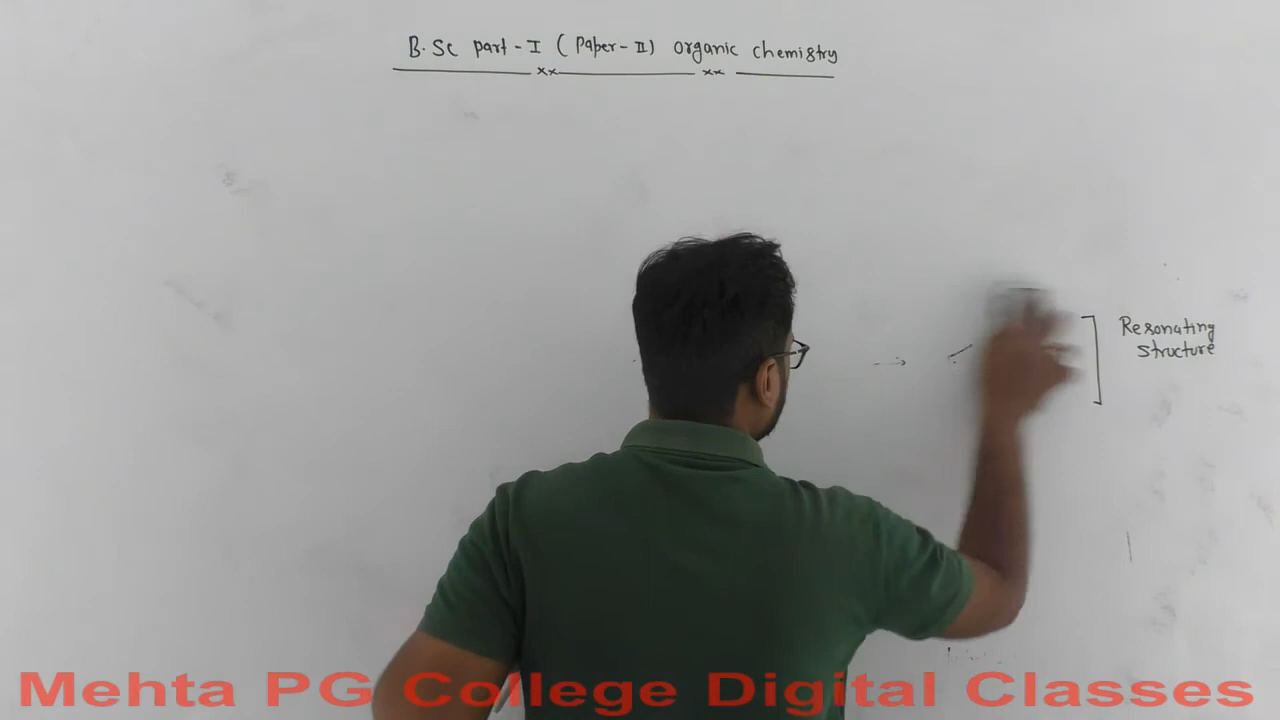 B.Sc part-I (Paper-II) organic chemistry
Resonating
structure
Mehta PG College Digital Classes